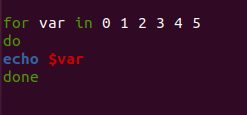 for var in 0 1 2 3 4 5
do
echo $var
done